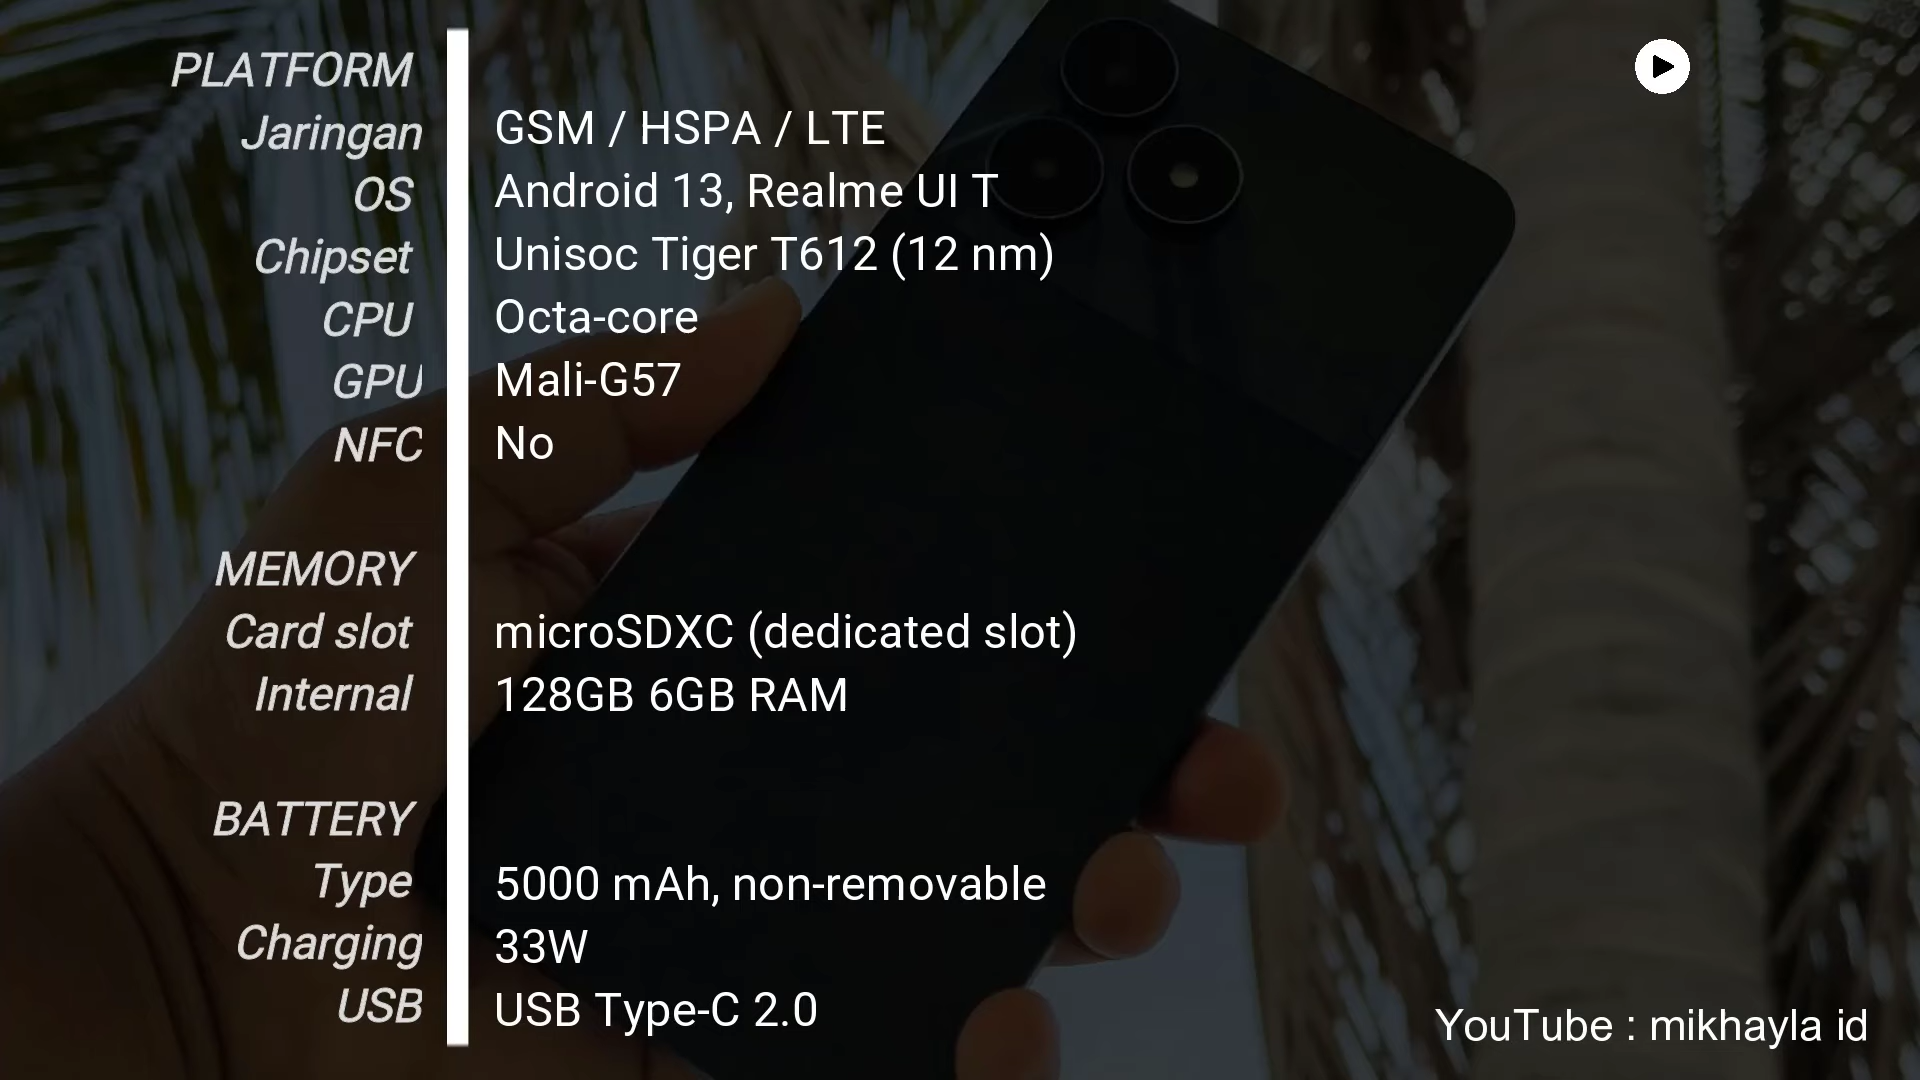 PLATFORM
Jaringan GSM / HSPA / LTE
OS Android 13, Realme UI T
Chipset Unisoc Tiger T612 (12 nm)
CPU Octa-core
GPU Mali-G57
NFC No
MEMORY
Card slot microSDXC (dedicated slot)
Internal 128GB 6GB RAM
BATTERY
Type 5000 mAh, non-removable
Charging 33W
USB USB Type-C 2.0
YouTube : mikhayla id